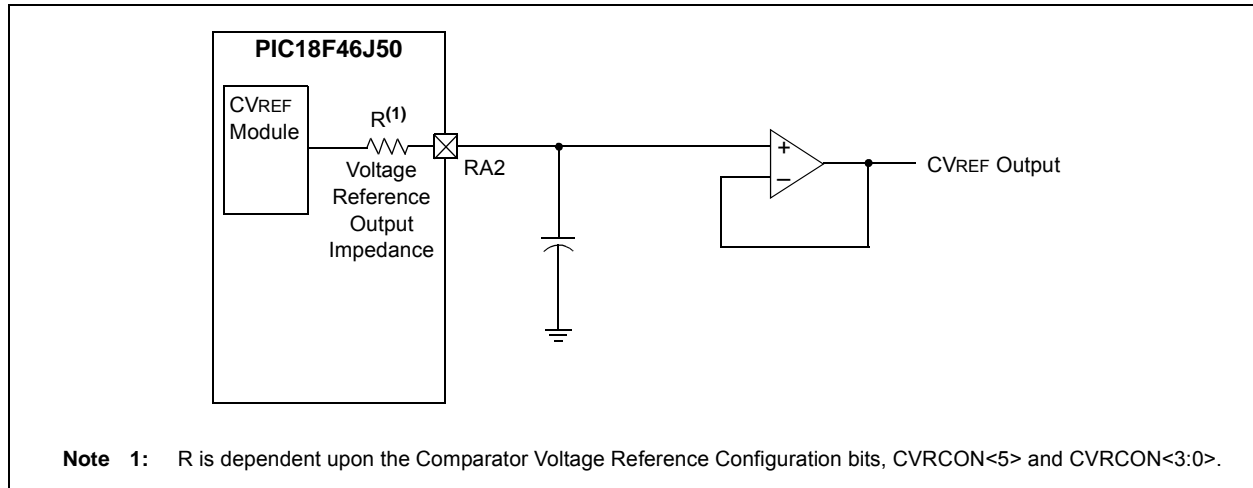 PIC18F46J50
CVREF
Module
R(1)
Voltage
Reference
Output
Impedance
RA2
+
–
CVREF Output
Note 1: R is dependent upon the Comparator Voltage Reference Configuration bits, CVRCON<5> and CVRCON<3:0>.